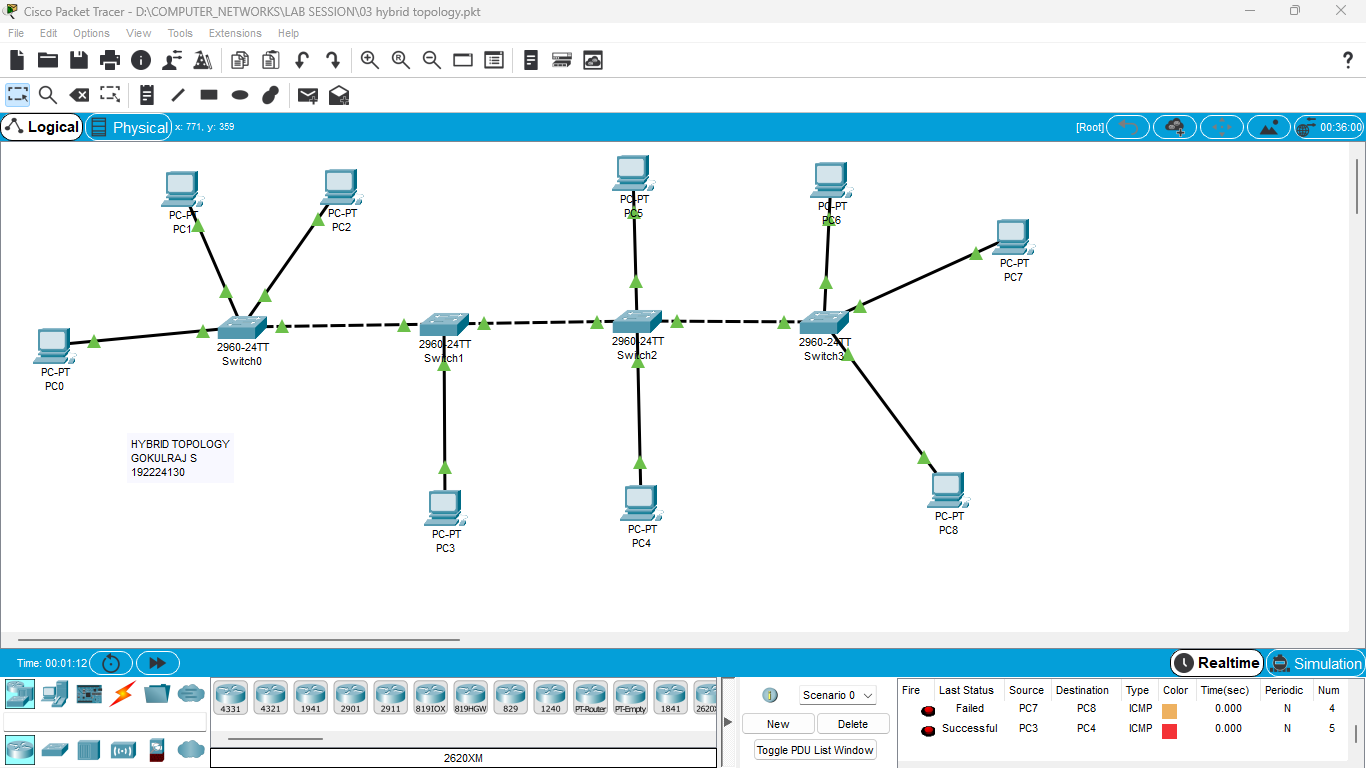 Cisco Packet Tracer - D:\COMPUTER_NETWORKS\LAB SESSION\03 hybrid topology.pkt
File Edit Options View Tools Extensions Help
Logical Physical x: 771, y: 359 [Root] 00:36:00
PC-PT
PC1
PC-PT
PC2
PC-PT
PC5
PC-PT
PC6
PC-PT
PC7
2960-24TT
Switch0
2960-24TT
Switch1
2960-24TT
Switch2
2960-24TT
Switch3
PC-PT
PC0
HYBRID TOPOLOGY
GOKULRAJ S
192224130
PC-PT
PC3
PC-PT
PC4
PC-PT
PC8
Time: 00:01:12 Realtime Simulation
4331 4321 1941 2901 2911 819IOX 819HGW 829 1240 PT-Router PT-Empty 1841 2620X
2620XM
Scenario 0
New Delete
Toggle PDU List Window
Fire Last Status Source Destination Type Color Time(sec) Periodic Num
Failed PC7 PC8 ICMP 0.000 N 4
Successful PC3 PC4 ICMP 0.000 N 5